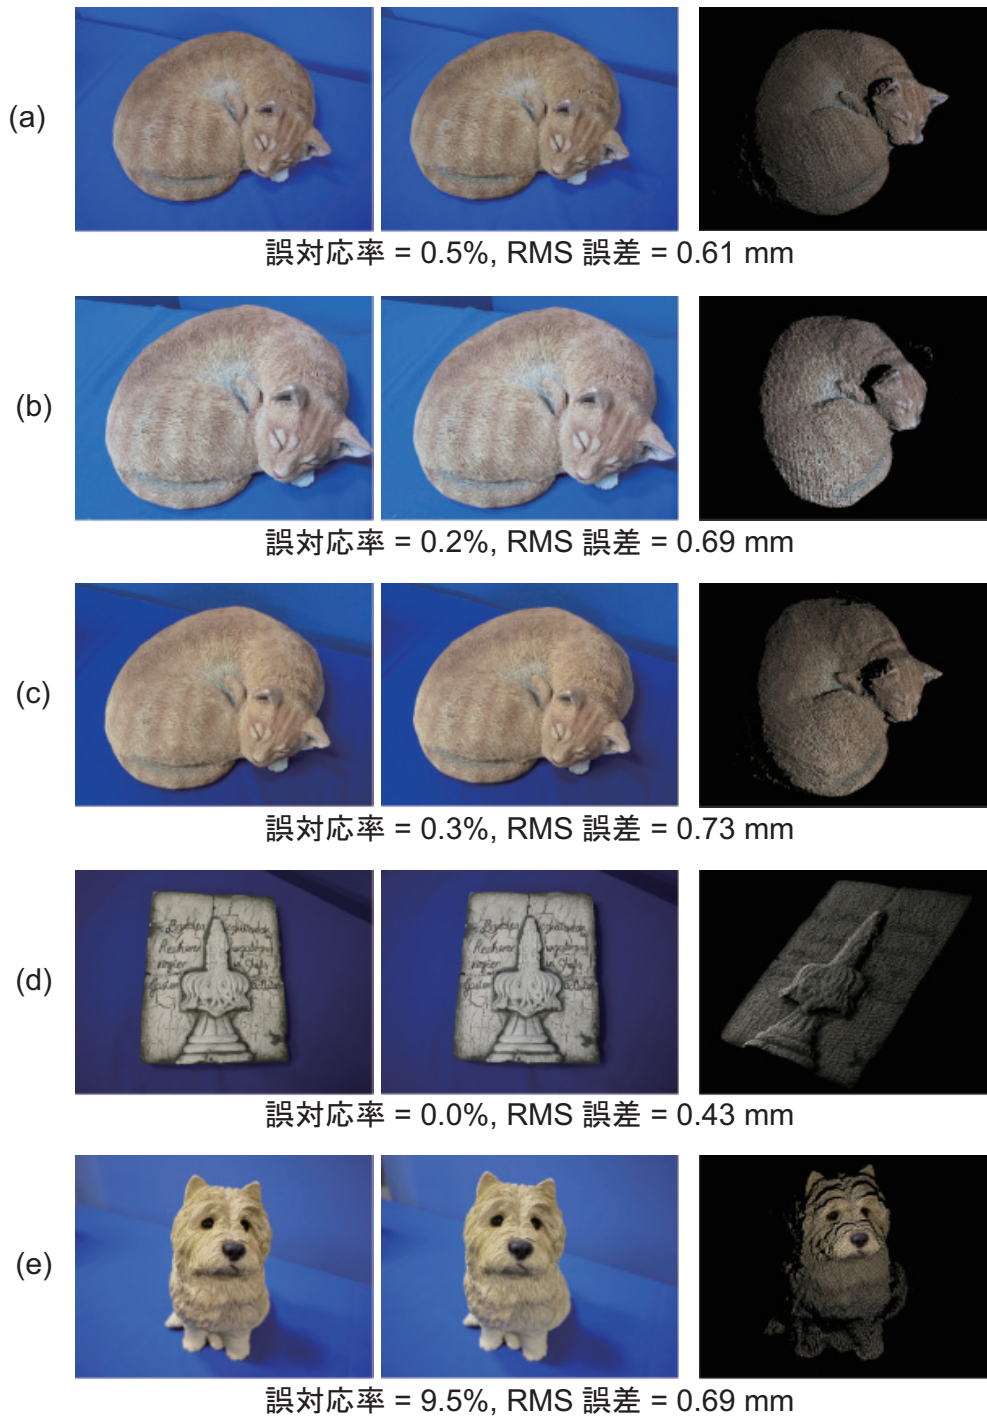 (a)
誤対応率 = 0.5%, RMS 誤差 = 0.61 mm
(b)
誤対応率 = 0.2%, RMS 誤差 = 0.69 mm
(c)
誤対応率 = 0.3%, RMS 誤差 = 0.73 mm
(d)
誤対応率 = 0.0%, RMS 誤差 = 0.43 mm
(e)
誤対応率 = 9.5%, RMS 誤差 = 0.69 mm